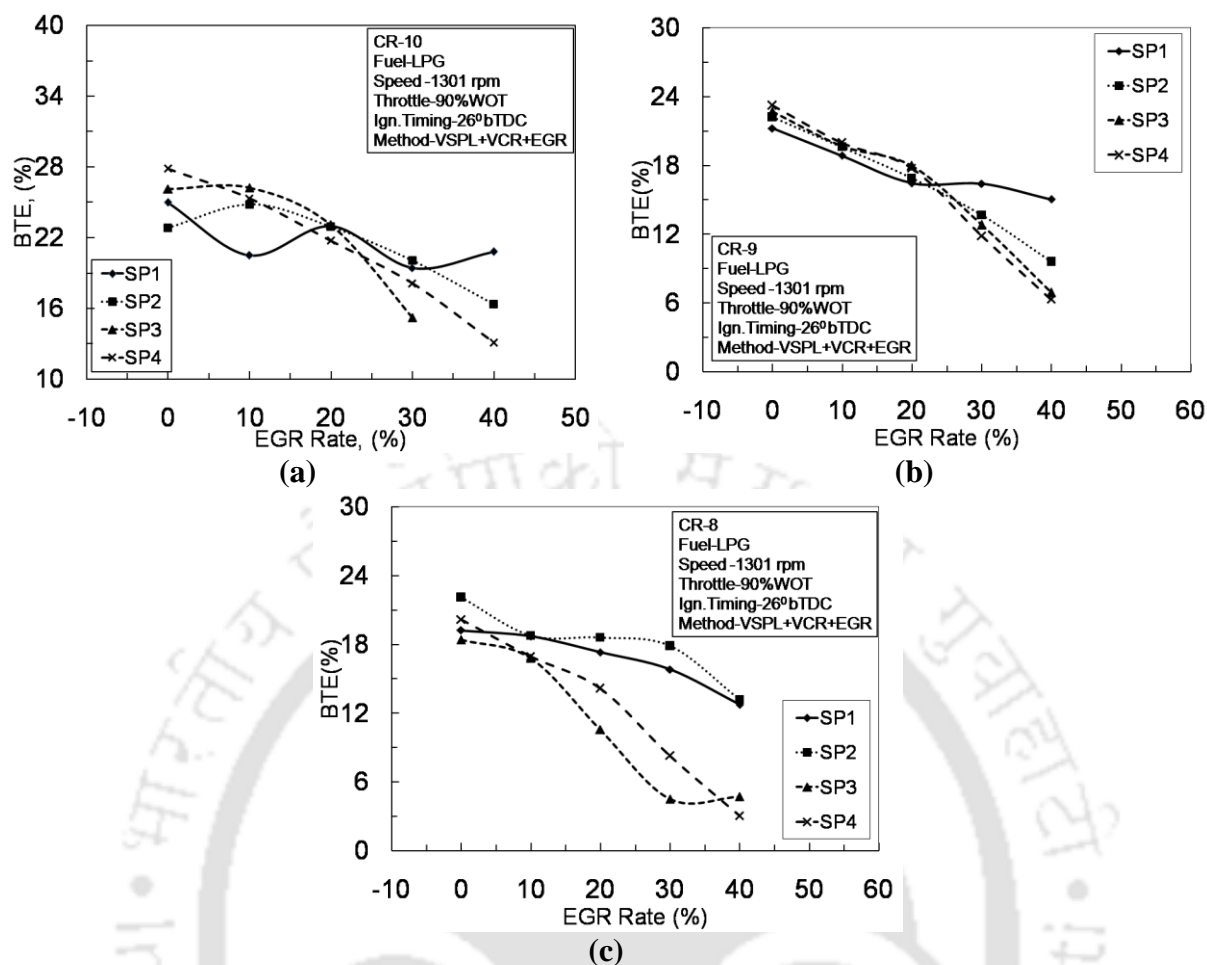 40
34
28
22
16
10
BTE, (%)
CR-10
Fuel-LPG
Speed -1301 rpm
Throttle-90%WOT
Ign.Timing-26⁰bTDC
Method-VSPL+VCR+EGR
SP1
SP2
SP3
SP4
-10 0 10 20 30 40 50
EGR Rate, (%)
(a)
30
24
18
12
6
0
BTE(%)
SP1
SP2
SP3
SP4
CR-9
Fuel-LPG
Speed -1301 rpm
Throttle-90%WOT
Ign.Timing-26⁰bTDC
Method-VSPL+VCR+EGR
-10 0 10 20 30 40 50 60
EGR Rate (%)
(b)
30
24
18
12
6
0
BTE(%)
CR-8
Fuel-LPG
Speed -1301 rpm
Throttle-90%WOT
Ign.Timing-26⁰bTDC
Method-VSPL+VCR+EGR
SP1
SP2
SP3
SP4
-10 0 10 20 30 40 50 60
EGR Rate (%)
(c)